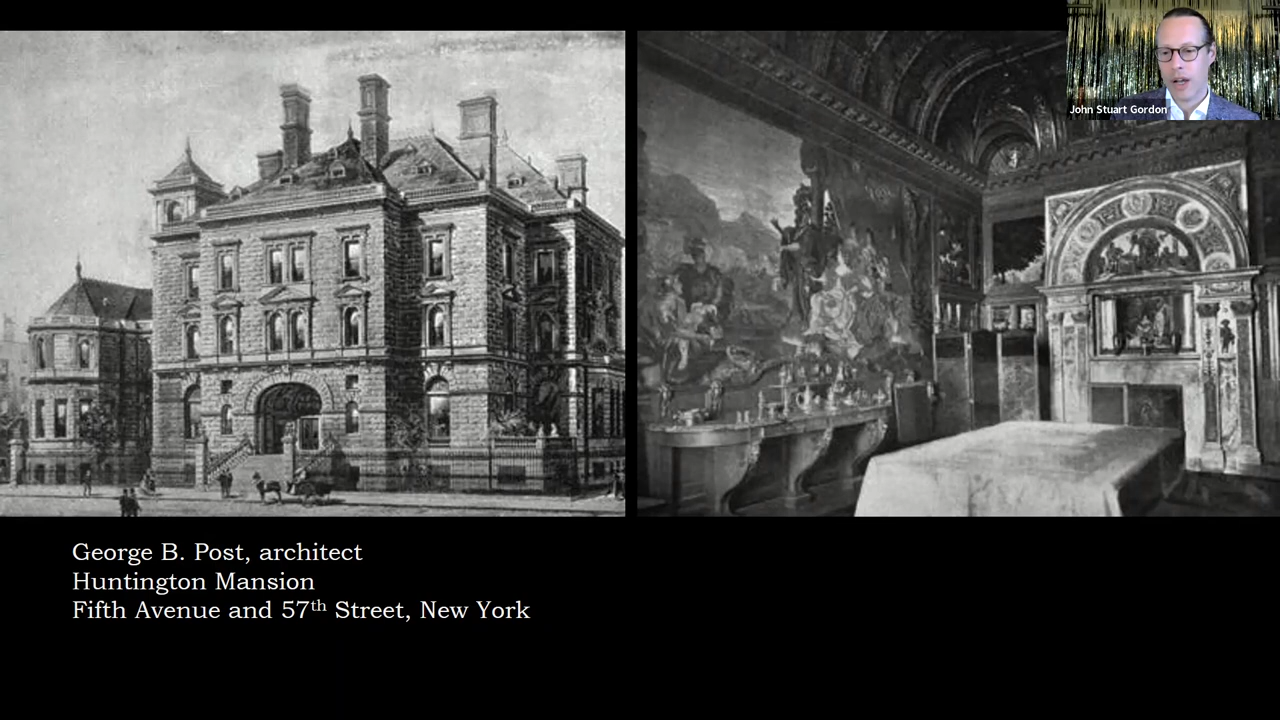 John Stuart Gordon
George B. Post, architect
Huntington Mansion
Fifth Avenue and 57th Street, New York